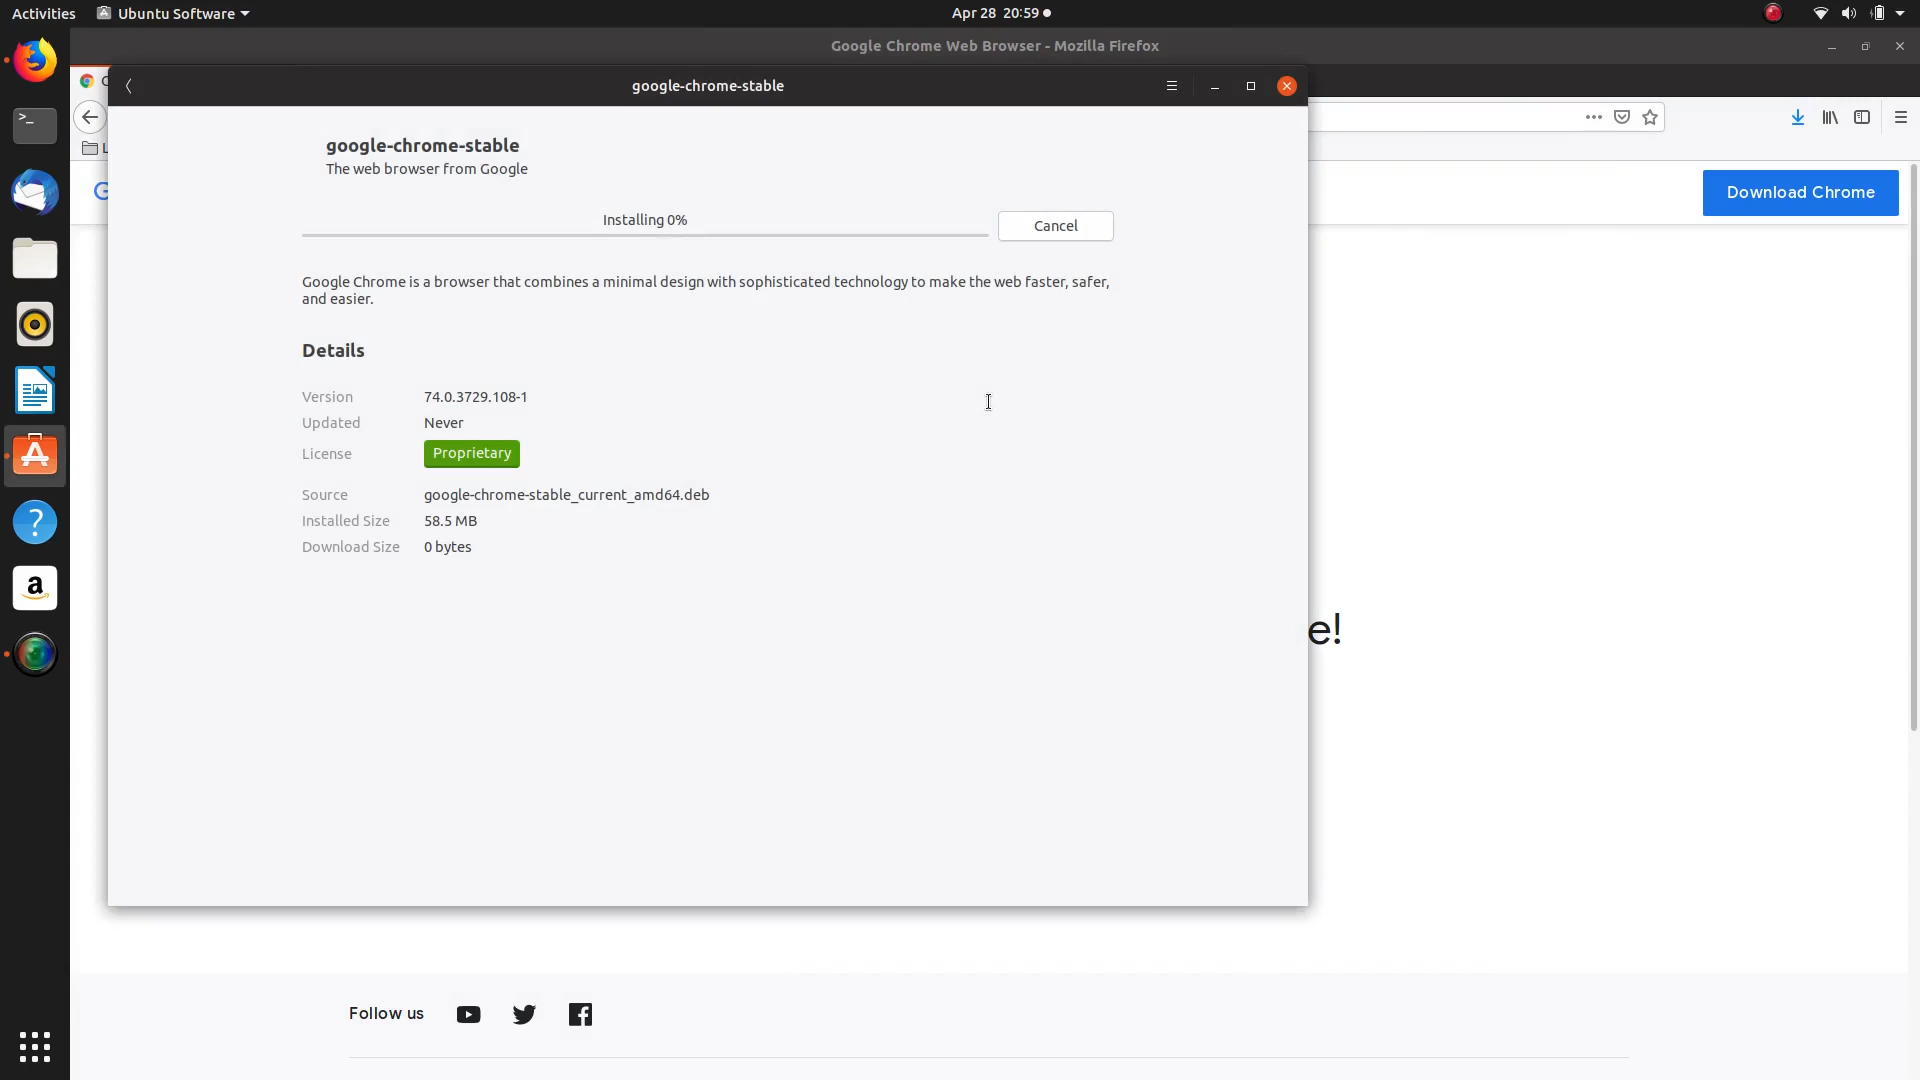 Activities
Ubuntu Software
Apr 28 20:59
Google Chrome Web Browser - Mozilla Firefox
google-chrome-stable
google-chrome-stable
The web browser from Google
Installing 0%
Cancel
Download Chrome
Google Chrome is a browser that combines a minimal design with sophisticated technology to make the web faster, safer,
and easier.
Details
Version 74.0.3729.108-1
Updated Never
License Proprietary
Source google-chrome-stable_current_amd64.deb
Installed Size 58.5 MB
Download Size 0 bytes
e!
Follow us